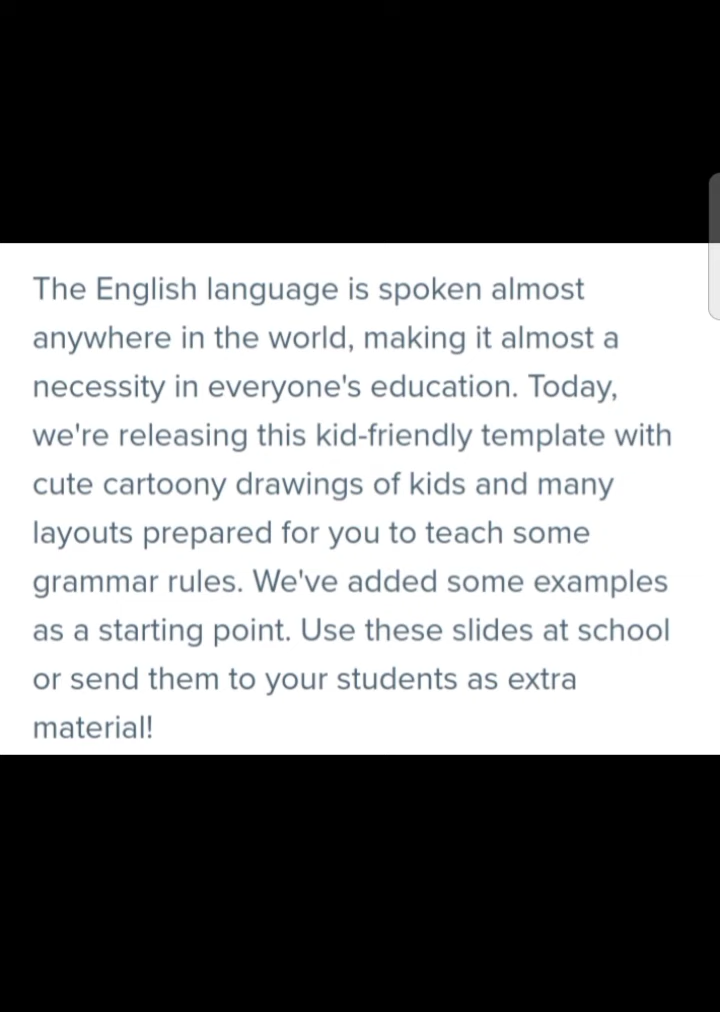 The English language is spoken almost
anywhere in the world, making it almost a
necessity in everyone's education. Today,
we're releasing this kid-friendly template with
cute cartoony drawings of kids and many
layouts prepared for you to teach some
grammar rules. We've added some examples
as a starting point. Use these slides at school
or send them to your students as extra
material!